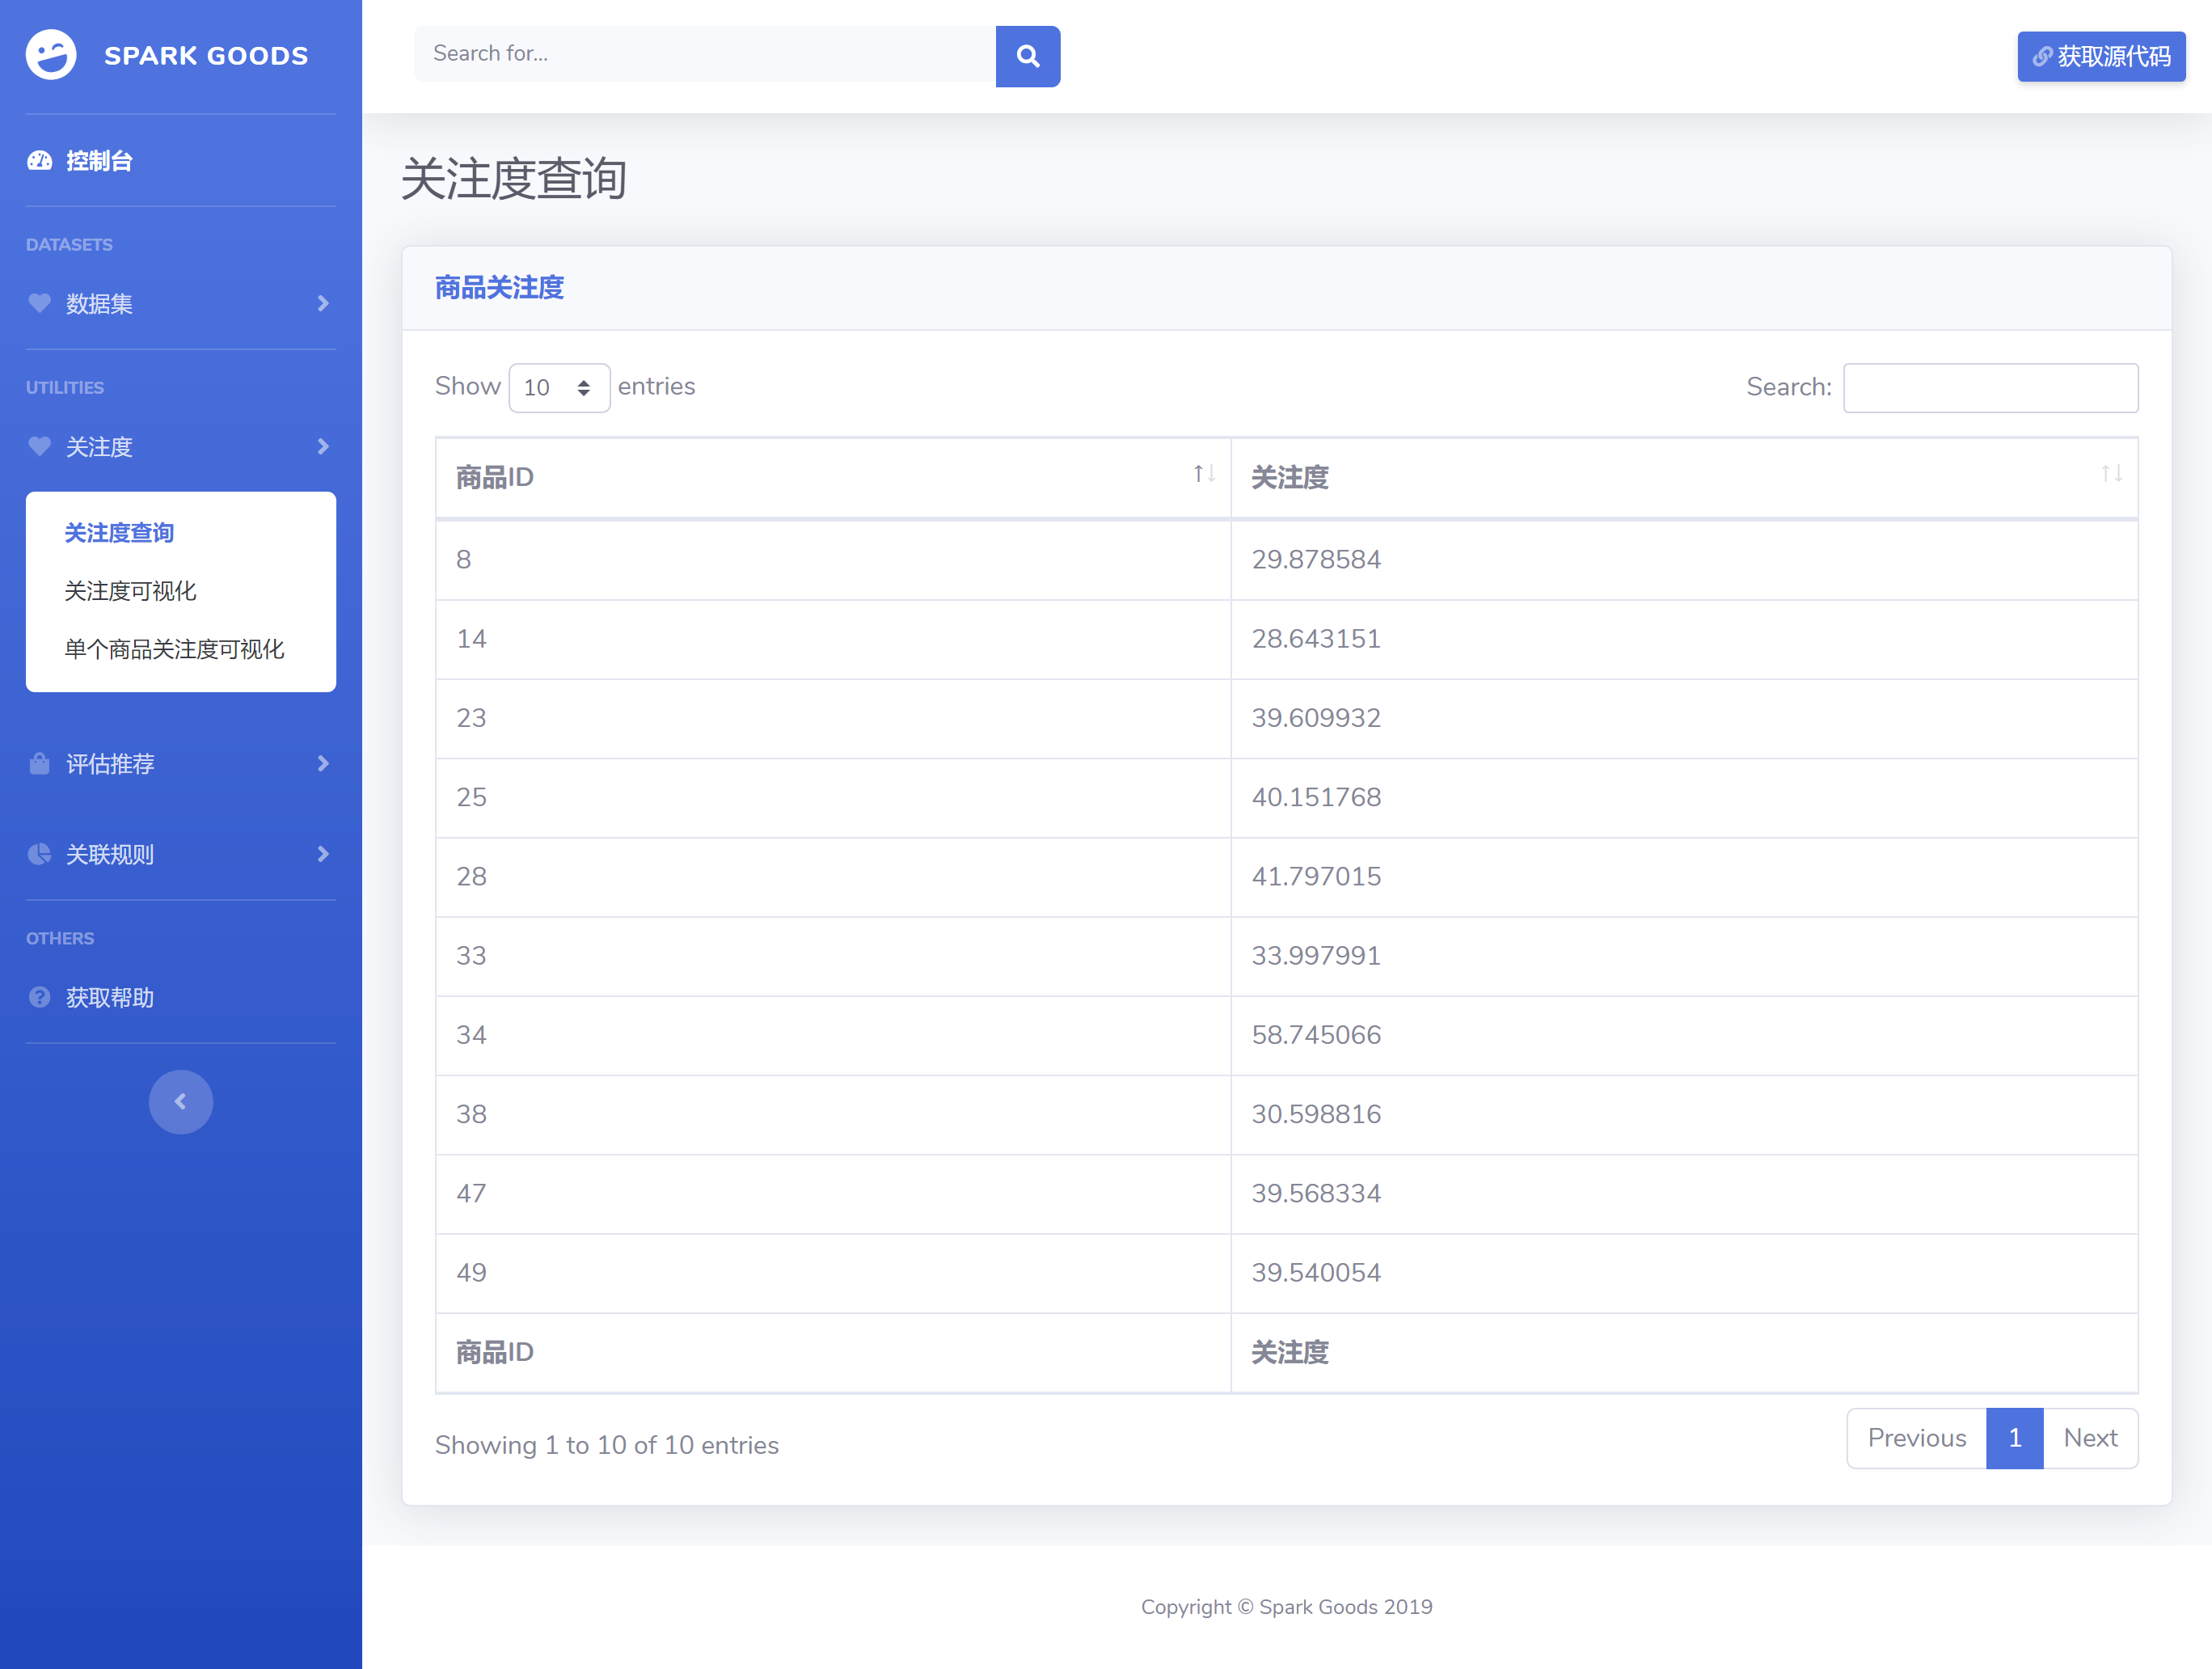 SPARK GOODS
Search for...
获取源代码
控制台
DATASETS
数据集
UTILITIES
关注度
关注度查询
关注度可视化
单个商品关注度可视化
评估推荐
关联规则
OTHERS
获取帮助
关注度查询
商品关注度
Show 10 entries
Search:
商品ID 关注度
8 29.878584
14 28.643151
23 39.609932
25 40.151768
28 41.797015
33 33.997991
34 58.745066
38 30.598816
47 39.568334
49 39.540054
商品ID 关注度
Showing 1 to 10 of 10 entries
Previous 1 Next
Copyright © Spark Goods 2019